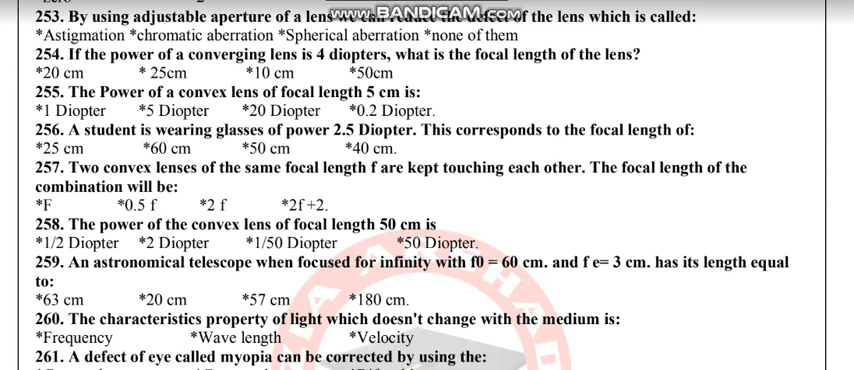 253. By using adjustable aperture of a lens we can reduce the defect of the lens which is called:
www.BANDICAM.COM
*Astigmation *chromatic aberration *Spherical aberration *none of them
254. If the power of a converging lens is 4 diopters, what is the focal length of the lens?
*20 cm * 25cm *10 cm *50cm
255. The Power of a convex lens of focal length 5 cm is:
*1 Diopter *5 Diopter *20 Diopter *0.2 Diopter.
256. A student is wearing glasses of power 2.5 Diopter. This corresponds to the focal length of:
*25 cm *60 cm *50 cm *40 cm.
257. Two convex lenses of the same focal length f are kept touching each other. The focal length of the
combination will be:
*F *0.5 f *2 f *2f +2.
258. The power of the convex lens of focal length 50 cm is
*1/2 Diopter *2 Diopter *1/50 Diopter *50 Diopter.
259. An astronomical telescope when focused for infinity with f0 = 60 cm. and f e= 3 cm. has its length equal
to:
*63 cm *20 cm *57 cm *180 cm.
260. The characteristics property of light which doesn't change with the medium is:
*Frequency *Wave length *Velocity
261. A defect of eye called myopia can be corrected by using the: